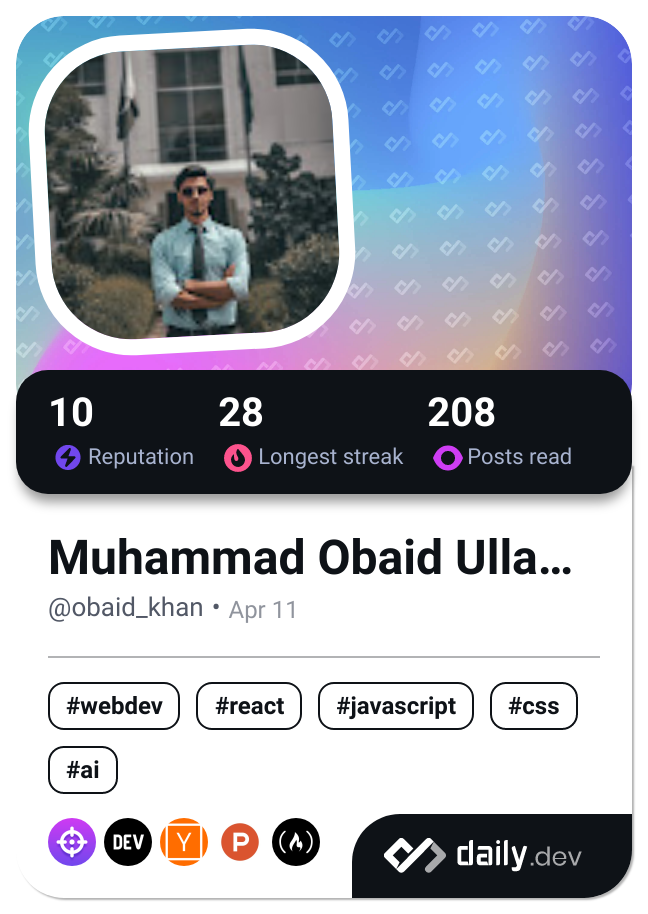 10 28 208
Reputation Longest streak Posts read
Muhammad Obaid Ulla...
@obaid_khan • Apr 11
#webdev #react #javascript #css
#ai
DEV Y P
daily.dev